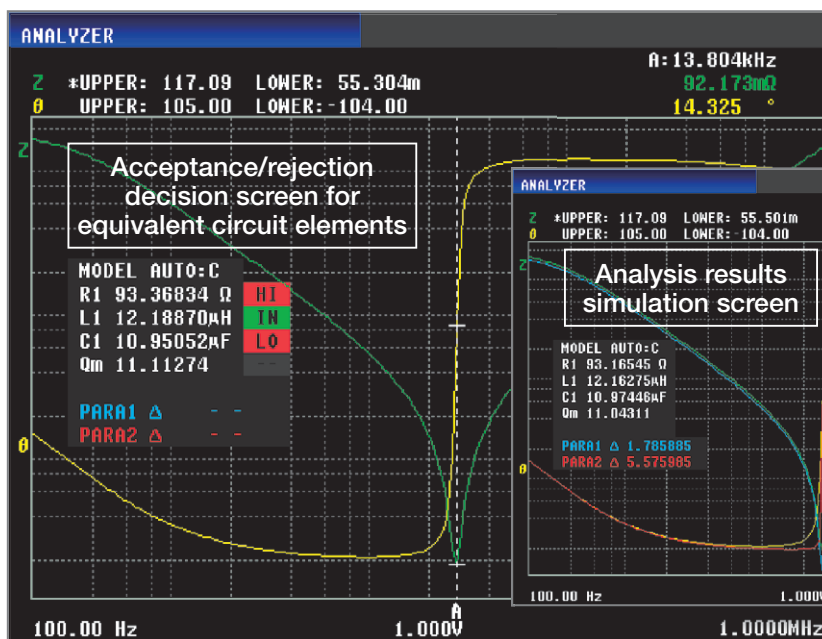 ANALYZER
A:13.804kHz
Z *UPPER: 117.09 LOWER: 55.304m 92.173mΩ
θ UPPER: 105.00 LOWER:-104.00 14.325 °
Z
Acceptance/rejection
decision screen for
equivalent circuit elements
MODEL AUTO:C
R1 93.36834 Ω HI
L1 12.18870μH IN
C1 10.95052μF LO
Qm 11.11274 --
PARA1 Δ - -
PARA2 Δ - -
θ
A
100.00 Hz 1.000V 1.0000MHz
ANALYZER
Z *UPPER: 117.09 LOWER: 55.501m
θ UPPER: 105.00 LOWER:-104.00
Z
Analysis results
simulation screen
MODEL AUTO:C
R1 93.16545 Ω
L1 12.16275μH
C1 10.97446μF
Qm 11.04311
PARA1 Δ 1.785885
PARA2 Δ 5.575985
θ
100.00 Hz 1.000V